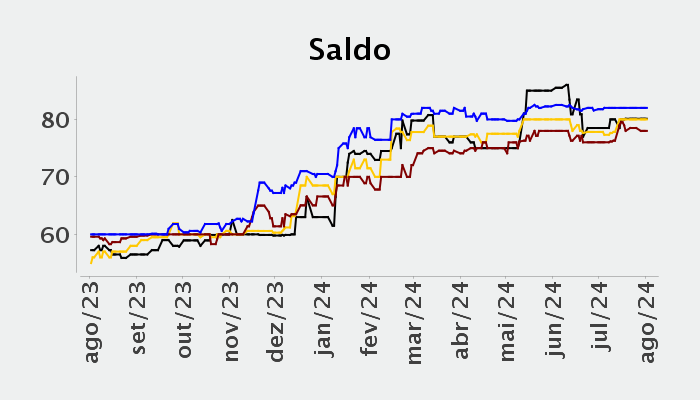 Saldo
80
70
60
ago/23
set/23
out/23
nov/23
dez/23
jan/24
fev/24
mar/24
abr/24
mai/24
jun/24
jul/24
ago/24